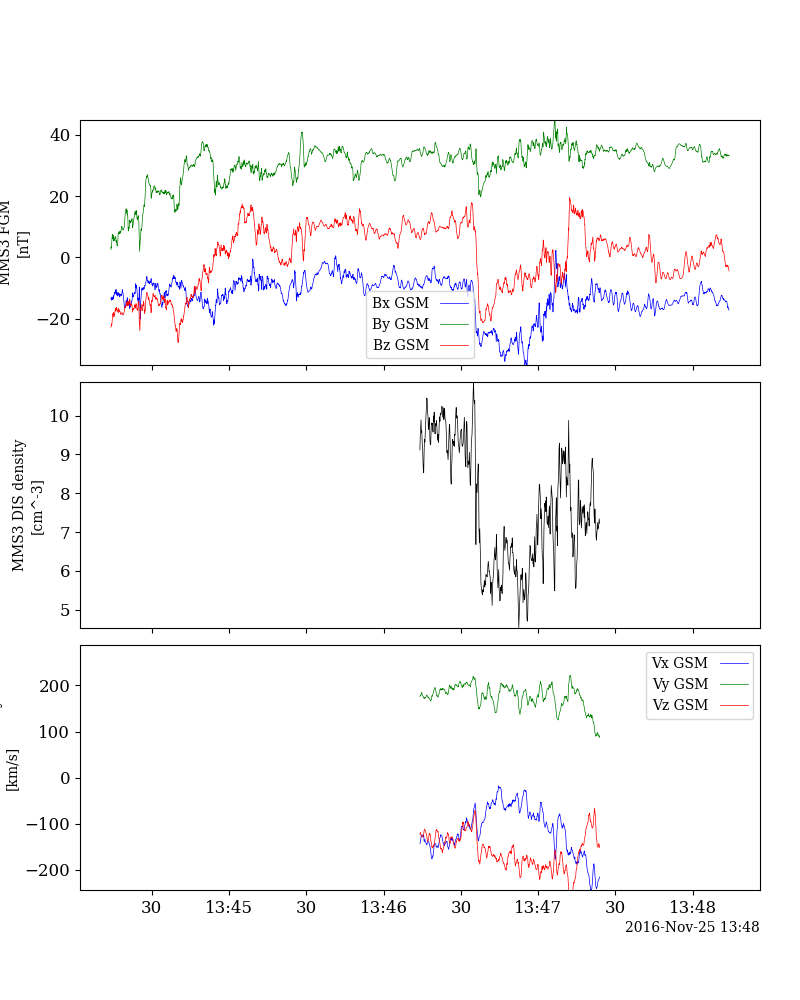 40
20
0
−20
MMS3 FGM
[nT]
Bx GSM
By GSM
Bz GSM
10
9
8
7
6
5
MMS3 DIS density
[cm^-3]
200
100
0
−100
−200
[km/s]
Vx GSM
Vy GSM
Vz GSM
30 13:45 30 13:46 30 13:47 30 13:48
2016-Nov-25 13:48